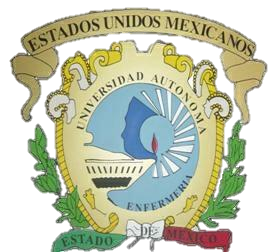 ESTADOS UNIDOS MEXICANOS
UNIVERSIDAD AUTONOMA
ENFERMERIA
ESTADO DE MEXICO